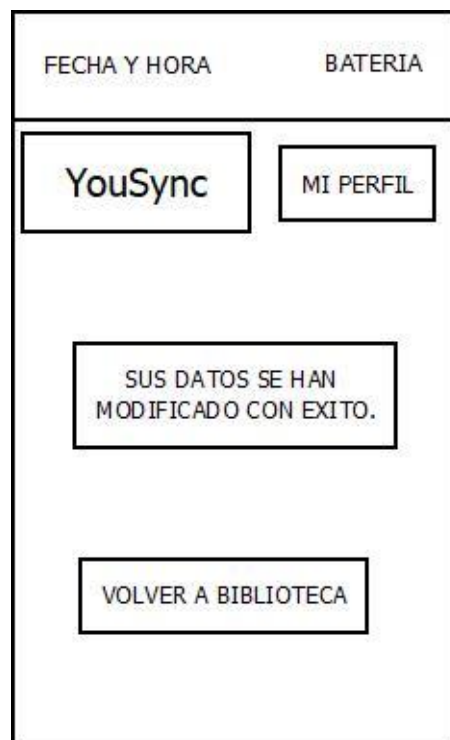 FECHA Y HORA BATERIA
YouSync MI PERFIL
SUS DATOS SE HAN
MODIFICADO CON EXITO.
VOLVER A BIBLIOTECA